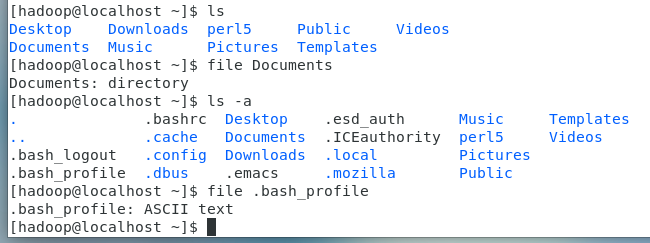 [hadoop@localhost ~]$ ls
Desktop    Downloads  perl5     Public     Videos
Documents  Music      Pictures  Templates
[hadoop@localhost ~]$ file Documents
Documents: directory
[hadoop@localhost ~]$ ls -a
.              .bashrc  Desktop    .esd_auth      Music     Templates
..             .cache   Documents  .ICEauthority  perl5     Videos
.bash_logout   .config  Downloads  .local         Pictures
.bash_profile  .dbus    .emacs     .mozilla       Public
[hadoop@localhost ~]$ file .bash_profile
.bash_profile: ASCII text
[hadoop@localhost ~]$